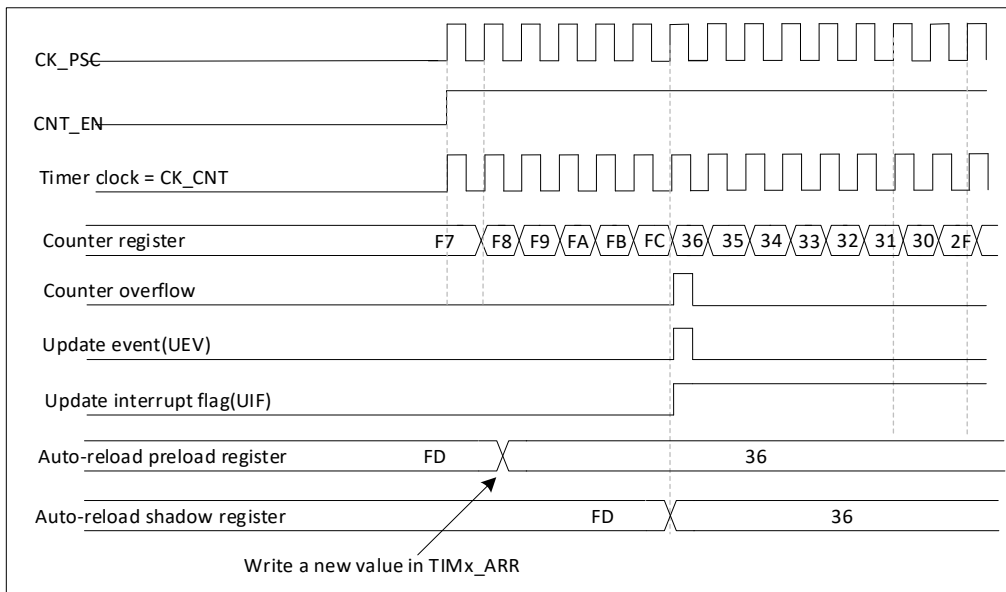 CK_PSC
CNT_EN
Timer clock = CK_CNT
Counter register F7 F8 F9 FA FB FC 36 35 34 33 32 31 30 2F
Counter overflow
Update event(UEV)
Update interrupt flag(UIF)
Auto-reload preload register FD 36
Auto-reload shadow register FD 36
Write a new value in TIMx_ARR